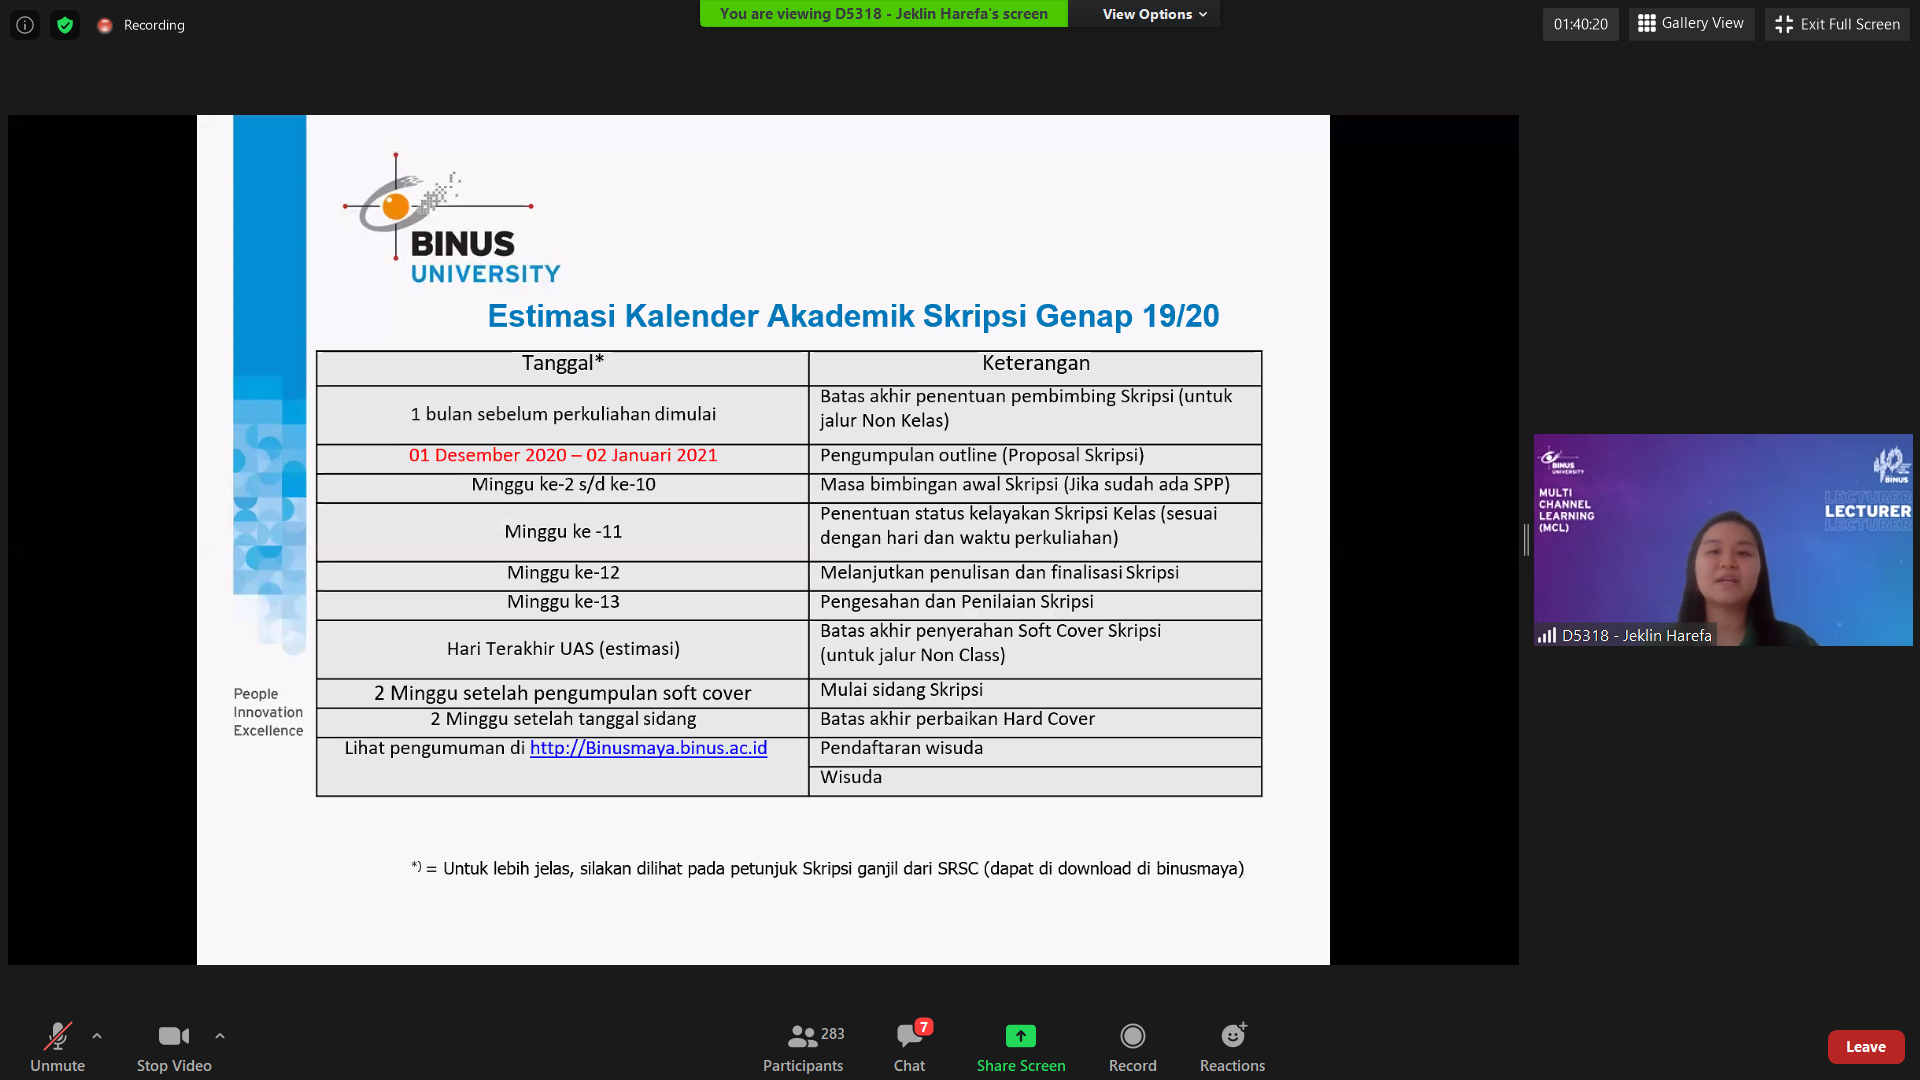 Recording
You are viewing D5318 - Jeklin Harefa's screen
View Options
01:40:20
Gallery View
Exit Full Screen
BINUS
UNIVERSITY
Estimasi Kalender Akademik Skripsi Genap 19/20
Tanggal*
Keterangan
1 bulan sebelum perkuliahan dimulai
Batas akhir penentuan pembimbing Skripsi (untuk
jalur Non Kelas)
01 Desember 2020 – 02 Januari 2021
Pengumpulan outline (Proposal Skripsi)
Minggu ke-2 s/d ke-10
Masa bimbingan awal Skripsi (Jika sudah ada SPP)
Minggu ke -11
Penentuan status kelayakan Skripsi Kelas (sesuai
dengan hari dan waktu perkuliahan)
Minggu ke-12
Melanjutkan penulisan dan finalisasi Skripsi
Minggu ke-13
Pengesahan dan Penilaian Skripsi
Hari Terakhir UAS (estimasi)
Batas akhir penyerahan Soft Cover Skripsi
(untuk jalur Non Class)
2 Minggu setelah pengumpulan soft cover
Mulai sidang Skripsi
2 Minggu setelah tanggal sidang
Batas akhir perbaikan Hard Cover
Lihat pengumuman di http://Binusmaya.binus.ac.id
Pendaftaran wisuda
Wisuda
People
Innovation
Excellence
*) = Untuk lebih jelas, silakan dilihat pada petunjuk Skripsi ganjil dari SRSC (dapat di download di binusmaya)
BINUS
UNIVERSITY
MULTI
CHANNEL
LEARNING
(MCL)
40
BINUS
LECTURER
LECTURER
LECTURER
D5318 - Jeklin Harefa
Unmute
Stop Video
283
Participants
7
Chat
Share Screen
Record
Reactions
Leave